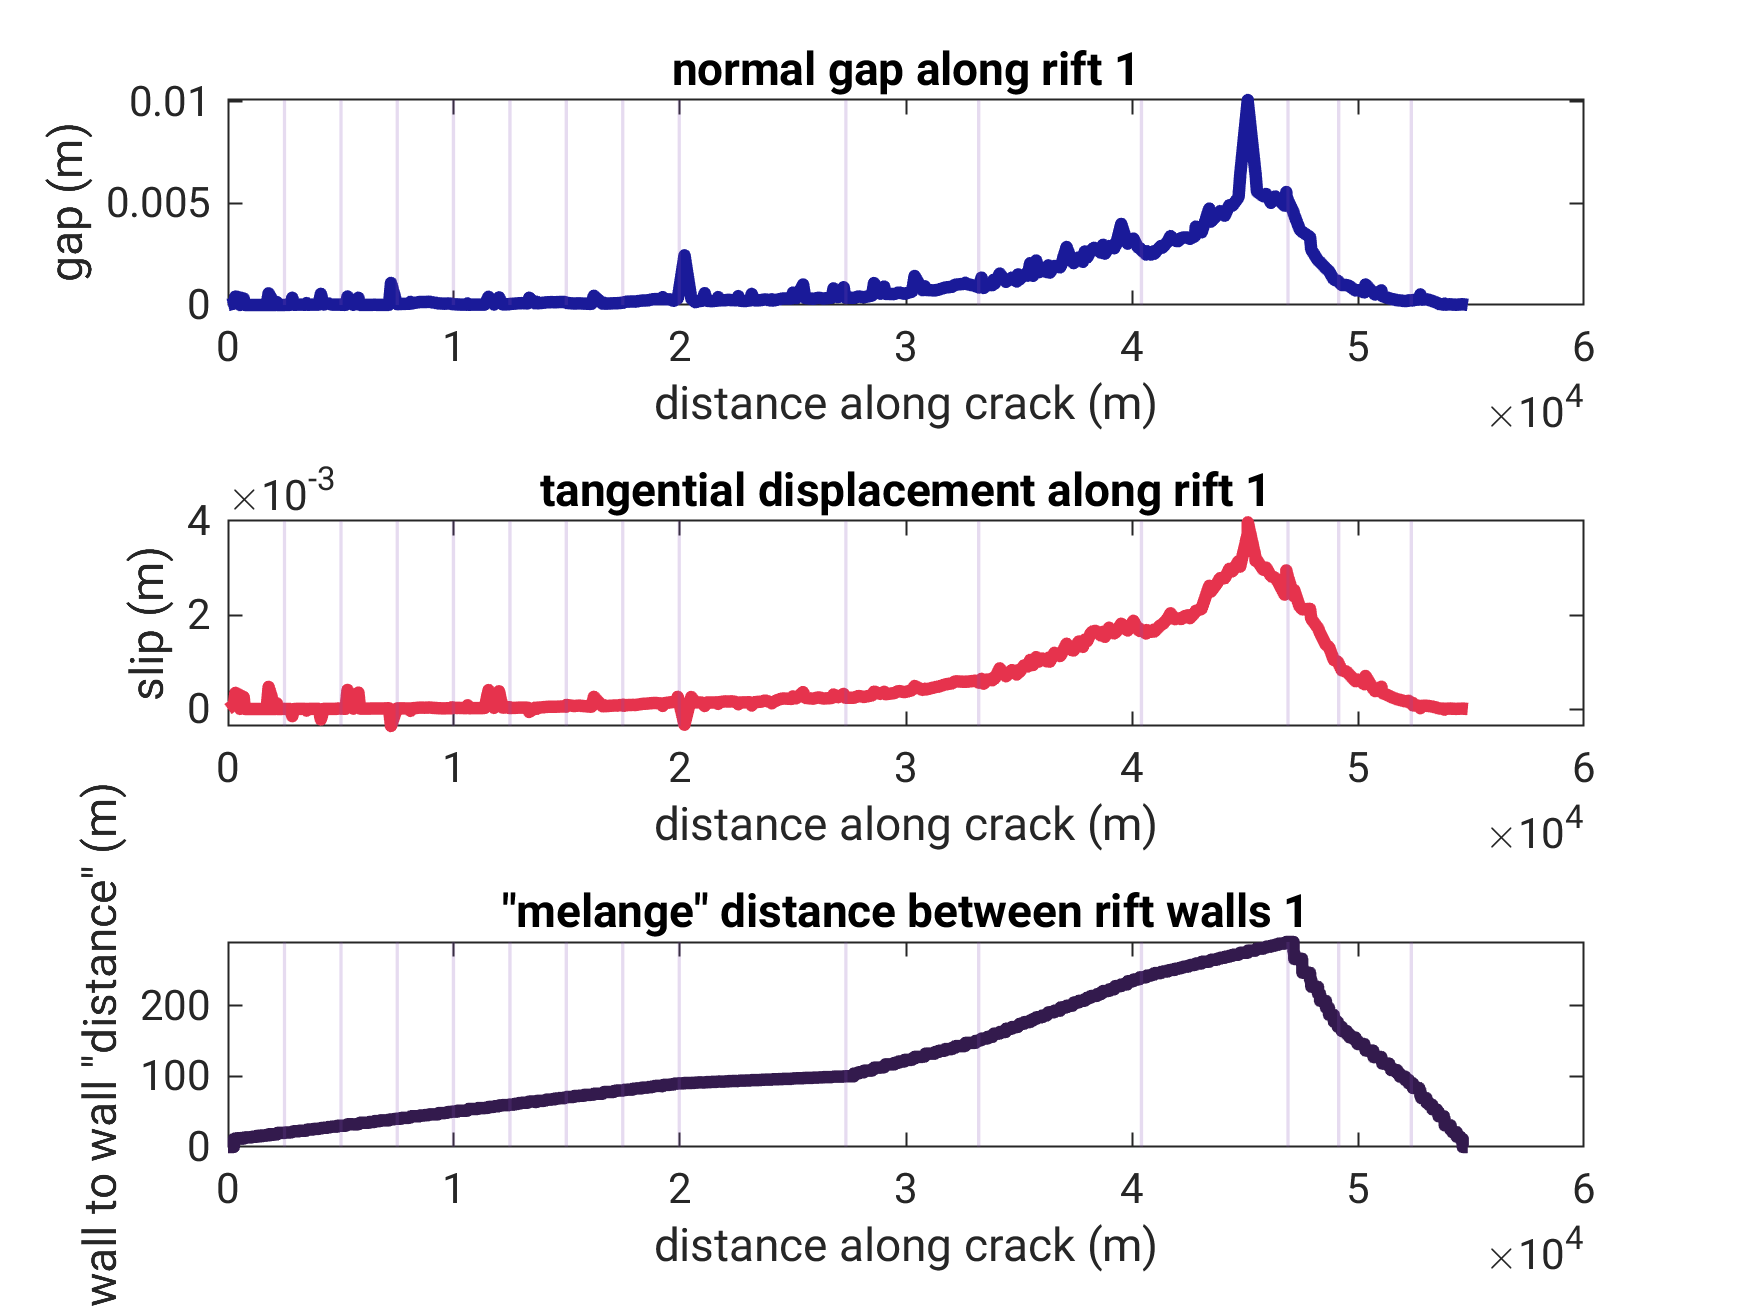 normal gap along rift 1
gap (m)
0.01
0.005
0
0 1 2 3 4 5 6
distance along crack (m)
×10^4
tangential displacement along rift 1
×10^-3
slip (m)
4
2
0
0 1 2 3 4 5 6
distance along crack (m)
×10^4
"melange" distance between rift walls 1
wall to wall "distance" (m)
200
100
0
0 1 2 3 4 5 6
distance along crack (m)
×10^4